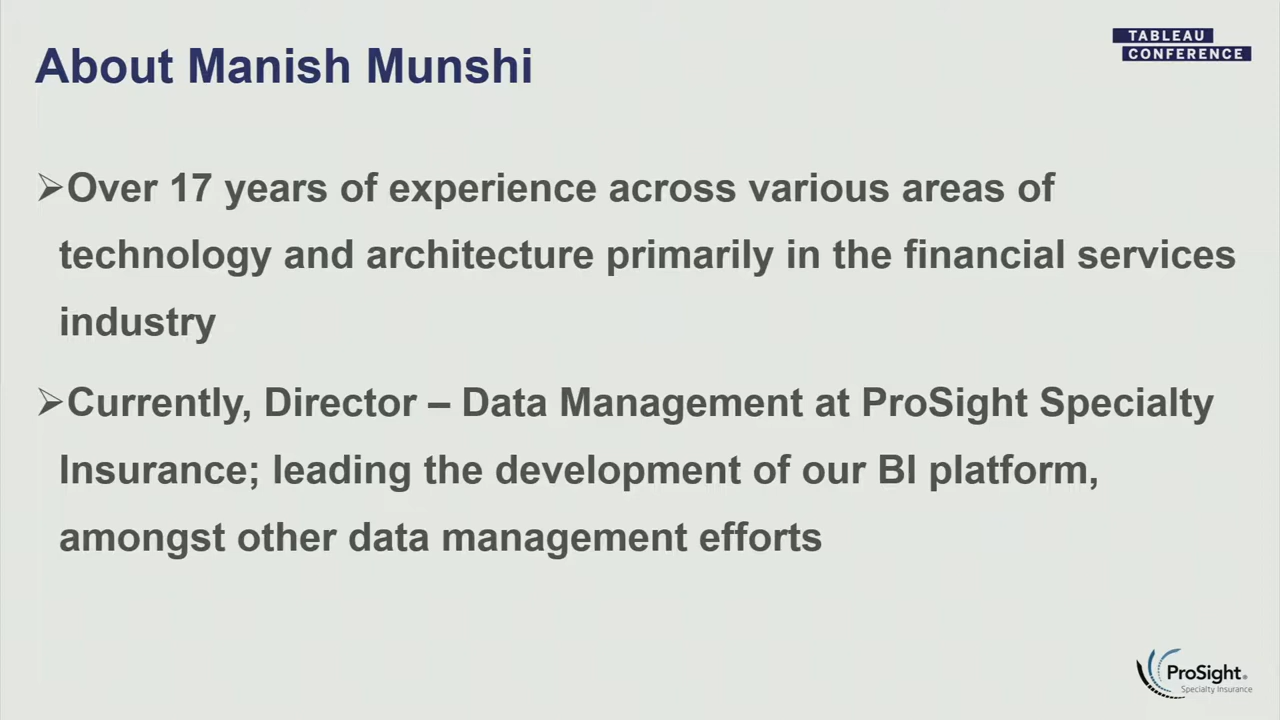 About Manish Munshi
TABLEAU
CONFERENCE
➢Over 17 years of experience across various areas of
technology and architecture primarily in the financial services
industry
➢Currently, Director – Data Management at ProSight Specialty
Insurance; leading the development of our BI platform,
amongst other data management efforts
ProSight®
Specialty Insurance